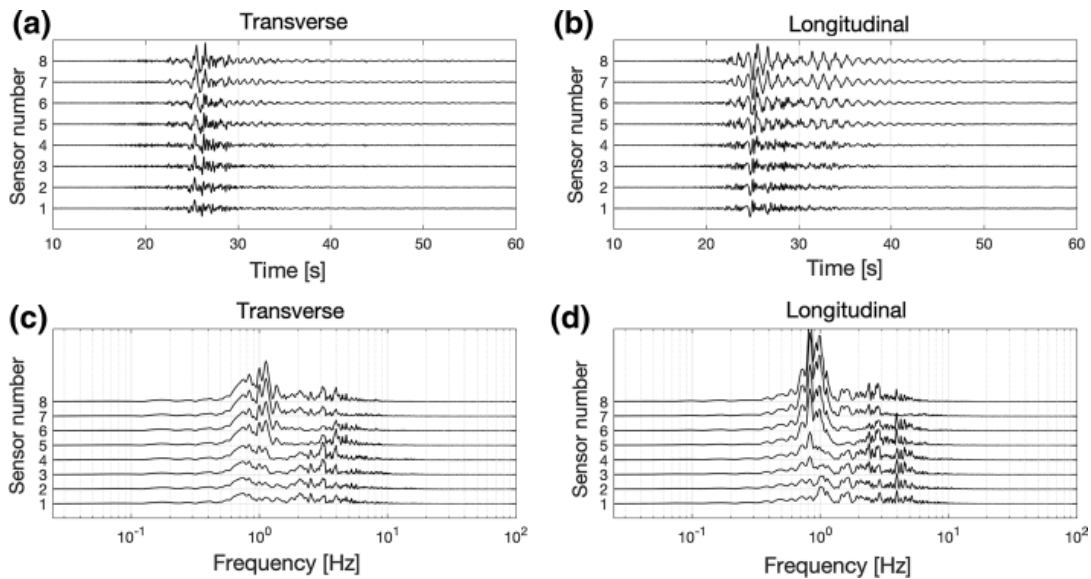 (a) Transverse
Sensor number
8
7
6
5
4
3
2
1
10 20 30 40 50 60
Time [s]
(b) Longitudinal
Sensor number
8
7
6
5
4
3
2
1
10 20 30 40 50 60
Time [s]
(c) Transverse
Sensor number
8
7
6
5
4
3
2
1
10⁻¹ 10⁰ 10¹ 10²
Frequency [Hz]
(d) Longitudinal
Sensor number
8
7
6
5
4
3
2
1
10⁻¹ 10⁰ 10¹ 10²
Frequency [Hz]